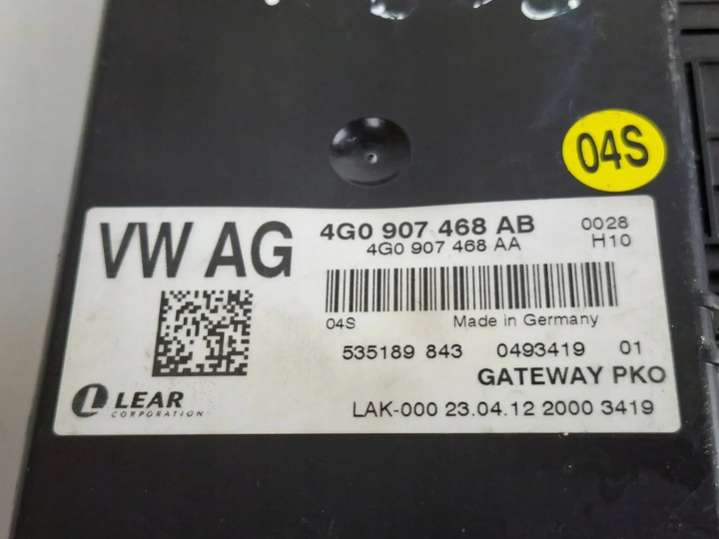 04S
VW AG
4G0 907 468 AB 0028
4G0 907 468 AA H10
04S Made in Germany
535189 843 0493419 01
GATEWAY PKO
LEAR
CORPORATION
LAK-000 23.04.12 2000 3419